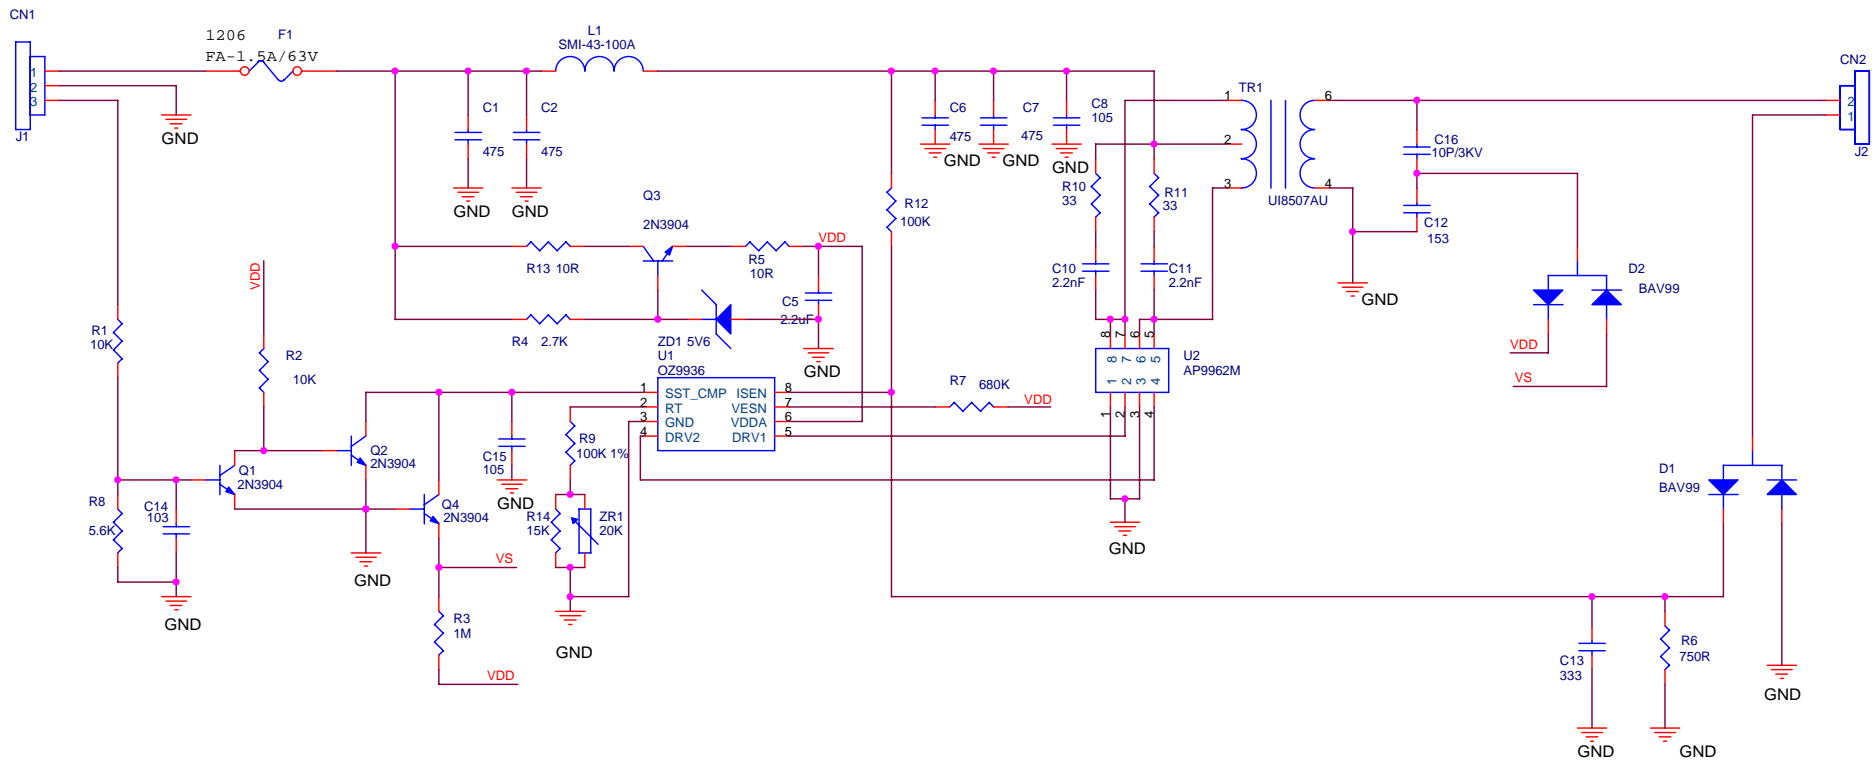 CN1
J1
1
2
3
GND
1206
F1
FA-1.5A/63V
L1
SMI-43-100A
C1
475
C2
475
GND
GND
C6
475
GND
C7
475
GND
C8
105
GND
TR1
1
2
3
6
4
UI8507AU
CN2
2
1
J2
C16
10P/3KV
C12
153
GND
R10
33
R11
33
C10
2.2nF
C11
2.2nF
R12
100K
Q3
2N3904
R13 10R
R5
10R
VDD
C5
2.2uF
GND
R4 2.7K
ZD1 5V6
U1
OZ9936
1 SST_CMP ISEN 8
2 RT VESN 7
3 GND VDDA 6
4 DRV2 DRV1 5
R7 680K
VDD
8 7 6 5
8 7 6 5
1 2 3 4
1 2 3 4
U2
AP9962M
GND
D2
BAV99
VDD
VS
D1
BAV99
GND
VDD
R1
10K
R2
10K
Q1
2N3904
Q2
2N3904
Q4
2N3904
C15
105
GND
R8
5.6K
C14
103
GND
GND
VS
R3
1M
VDD
R9
100K 1%
R14
15K
ZR1
20K
GND
C13
333
GND
R6
750R
GND